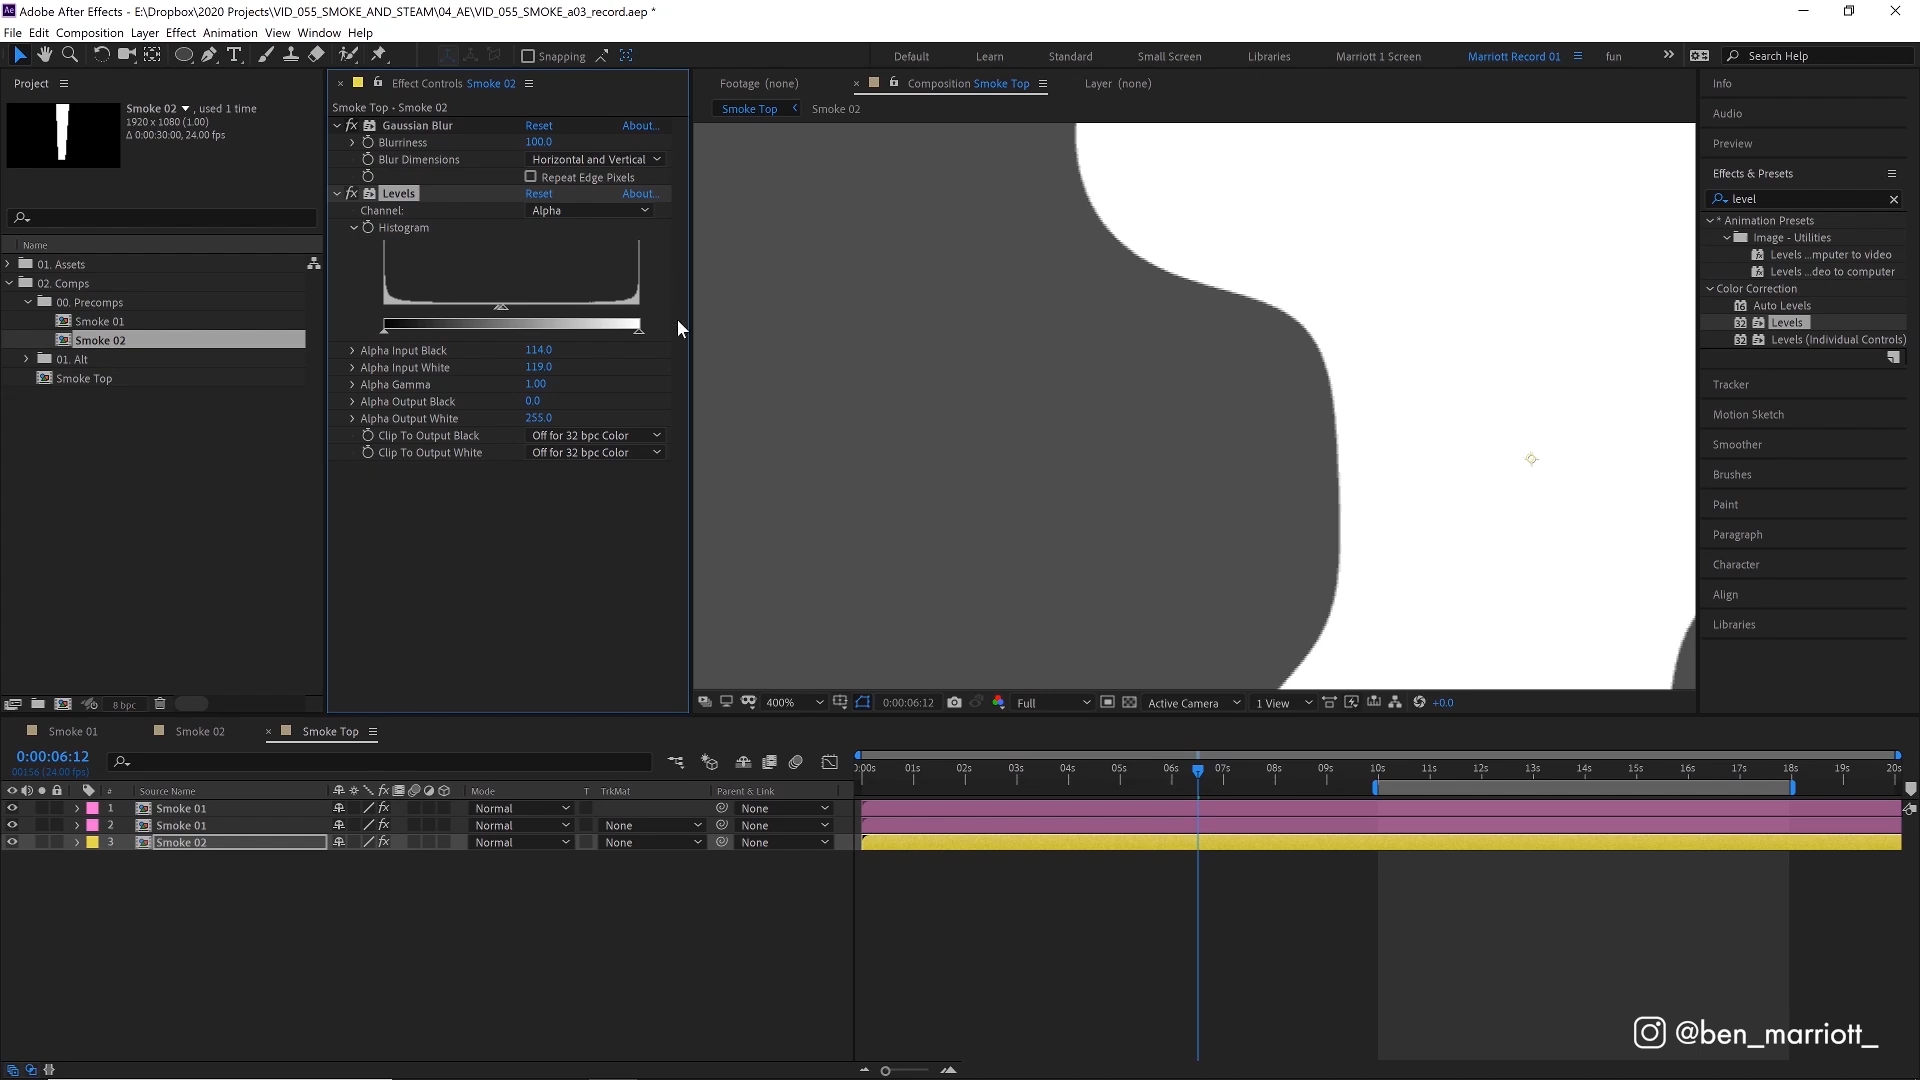 Adobe After Effects - E:\Dropbox\2020 Projects\VID_055_SMOKE_AND_STEAM\04_AE\VID_055_SMOKE_a03_record.aep *
File Edit Composition Layer Effect Animation View Window Help
Snapping
Default Learn Standard Small Screen Libraries Marriott 1 Screen Marriott Record 01 fun
Search Help
Project
Smoke 02 , used 1 time
1920 x 1080 (1.00)
Δ 0:00:30:00, 24.00 fps
Name
01. Assets
02. Comps
00. Precomps
Smoke 01
Smoke 02
01. Alt
Smoke Top
8 bpc
Effect Controls Smoke 02
Smoke Top • Smoke 02
fx Gaussian Blur Reset About...
Blurriness 100.0
Blur Dimensions Horizontal and Vertical
Repeat Edge Pixels
fx Levels Reset About...
Channel: Alpha
Histogram
Alpha Input Black 114.0
Alpha Input White 119.0
Alpha Gamma 1.00
Alpha Output Black 0.0
Alpha Output White 255.0
Clip To Output Black Off for 32 bpc Color
Clip To Output White Off for 32 bpc Color
Footage (none) Composition Smoke Top Layer (none)
Smoke Top Smoke 02
400% 0:00:06:12 Full Active Camera 1 View +0.0
Info
Audio
Preview
Effects & Presets
level
* Animation Presets
Image - Utilities
Levels ...mputer to video
Levels ...deo to computer
Color Correction
Auto Levels
Levels
Levels (Individual Controls)
Tracker
Motion Sketch
Smoother
Brushes
Paint
Paragraph
Character
Align
Libraries
Smoke 01 Smoke 02 Smoke Top
0:00:06:12
00156 (24.00 fps)
0:00s 01s 02s 03s 04s 05s 06s 07s 08s 09s 10s 11s 12s 13s 14s 15s 16s 17s 18s 19s 20s
# Source Name fx Mode T TrkMat Parent & Link
1 Smoke 01 fx Normal None
2 Smoke 01 fx Normal None None
3 Smoke 02 fx Normal None None
@ben_marriott_